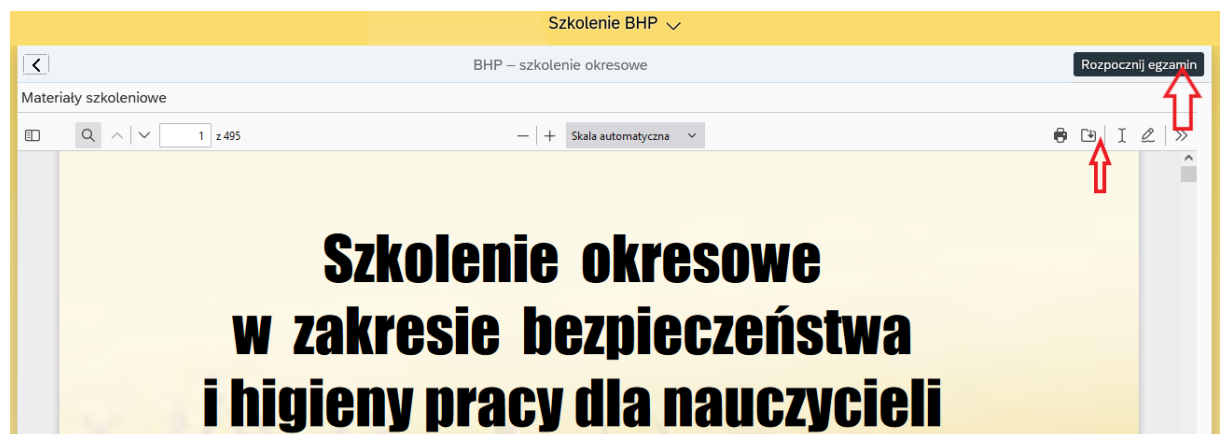 Szkolenie BHP
BHP – szkolenie okresowe
Rozpocznij egzamin
Materiały szkoleniowe
1 z 495
Skala automatyczna
Szkolenie okresowe
w zakresie bezpieczeństwa
i higieny pracy dla nauczycieli